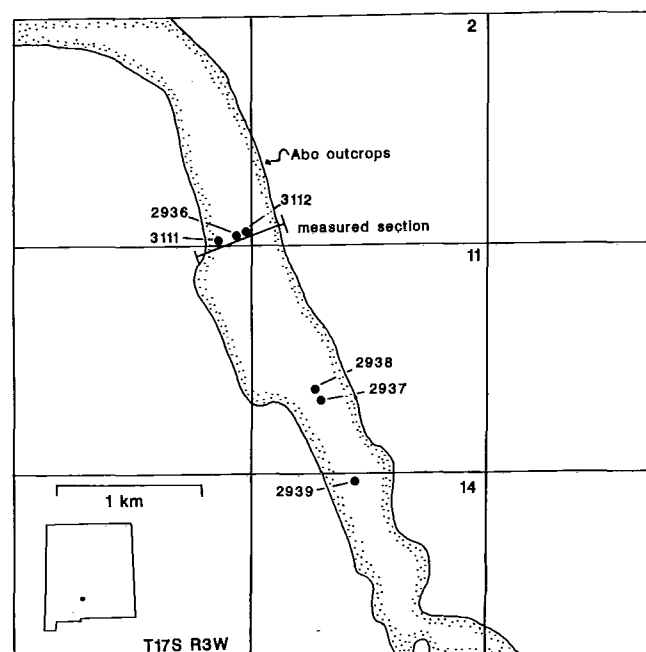 2
Abo outcrops
2936
3112
3111
measured section
11
2938
2937
2939
14
1 km
T17S R3W